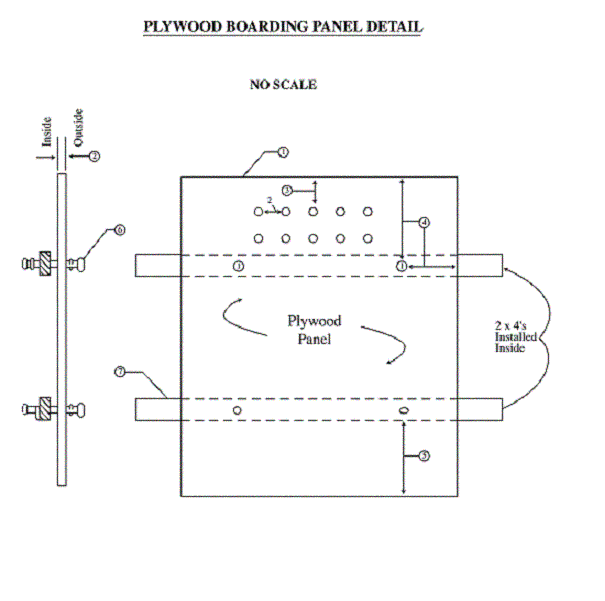 PLYWOOD BOARDING PANEL DETAIL
NO SCALE
Inside
Outside
2
1
3
2
4
6
1
1
Plywood
Panel
2 x 4's
Installed
Inside
7
5